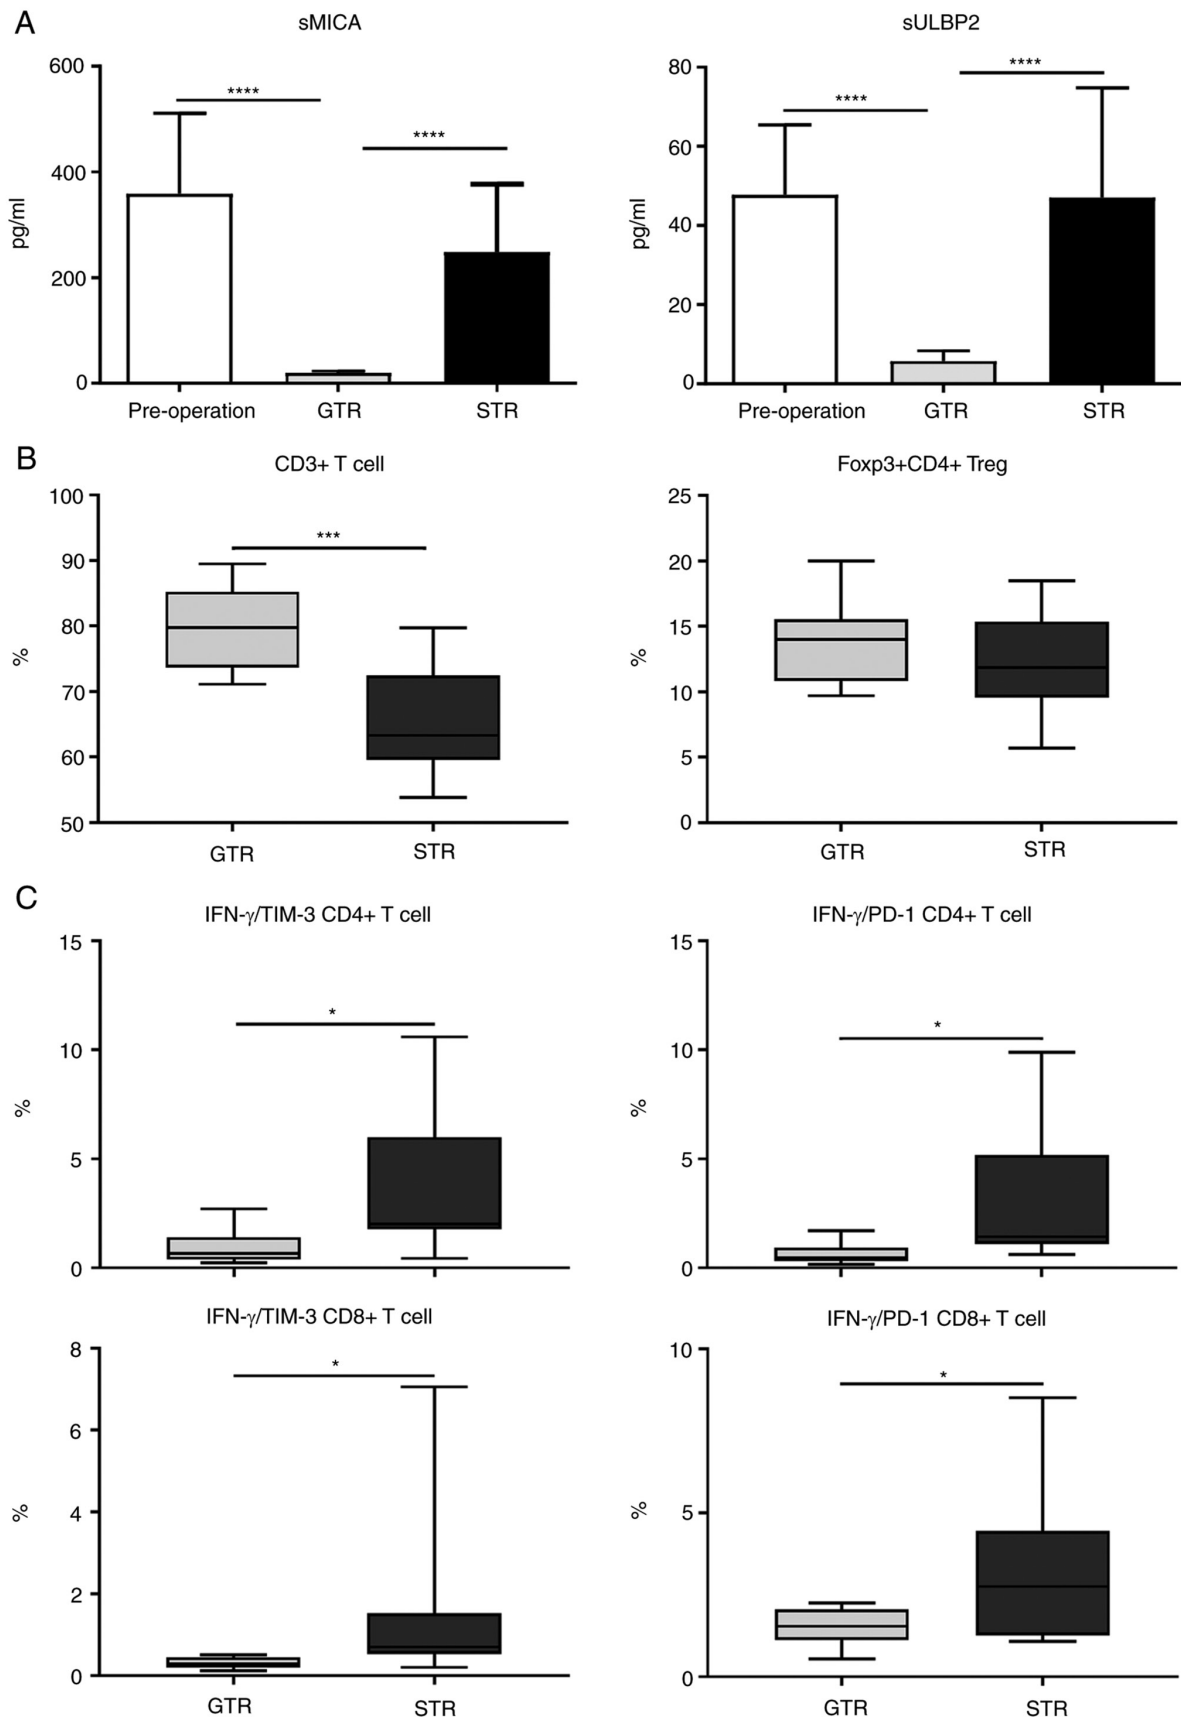 A
sMICA
sULBP2
600
400
200
0
pg/ml
****
****
Pre-operation
GTR
STR
80
60
40
20
0
pg/ml
****
****
Pre-operation
GTR
STR
B
CD3+ T cell
Foxp3+CD4+ Treg
100
90
80
70
60
50
%
***
GTR
STR
25
20
15
10
5
0
%
GTR
STR
C
IFN-γ/TIM-3 CD4+ T cell
IFN-γ/PD-1 CD4+ T cell
15
10
5
0
%
*
15
10
5
0
%
*
IFN-γ/TIM-3 CD8+ T cell
IFN-γ/PD-1 CD8+ T cell
8
6
4
2
0
%
*
GTR
STR
10
5
0
%
*
GTR
STR